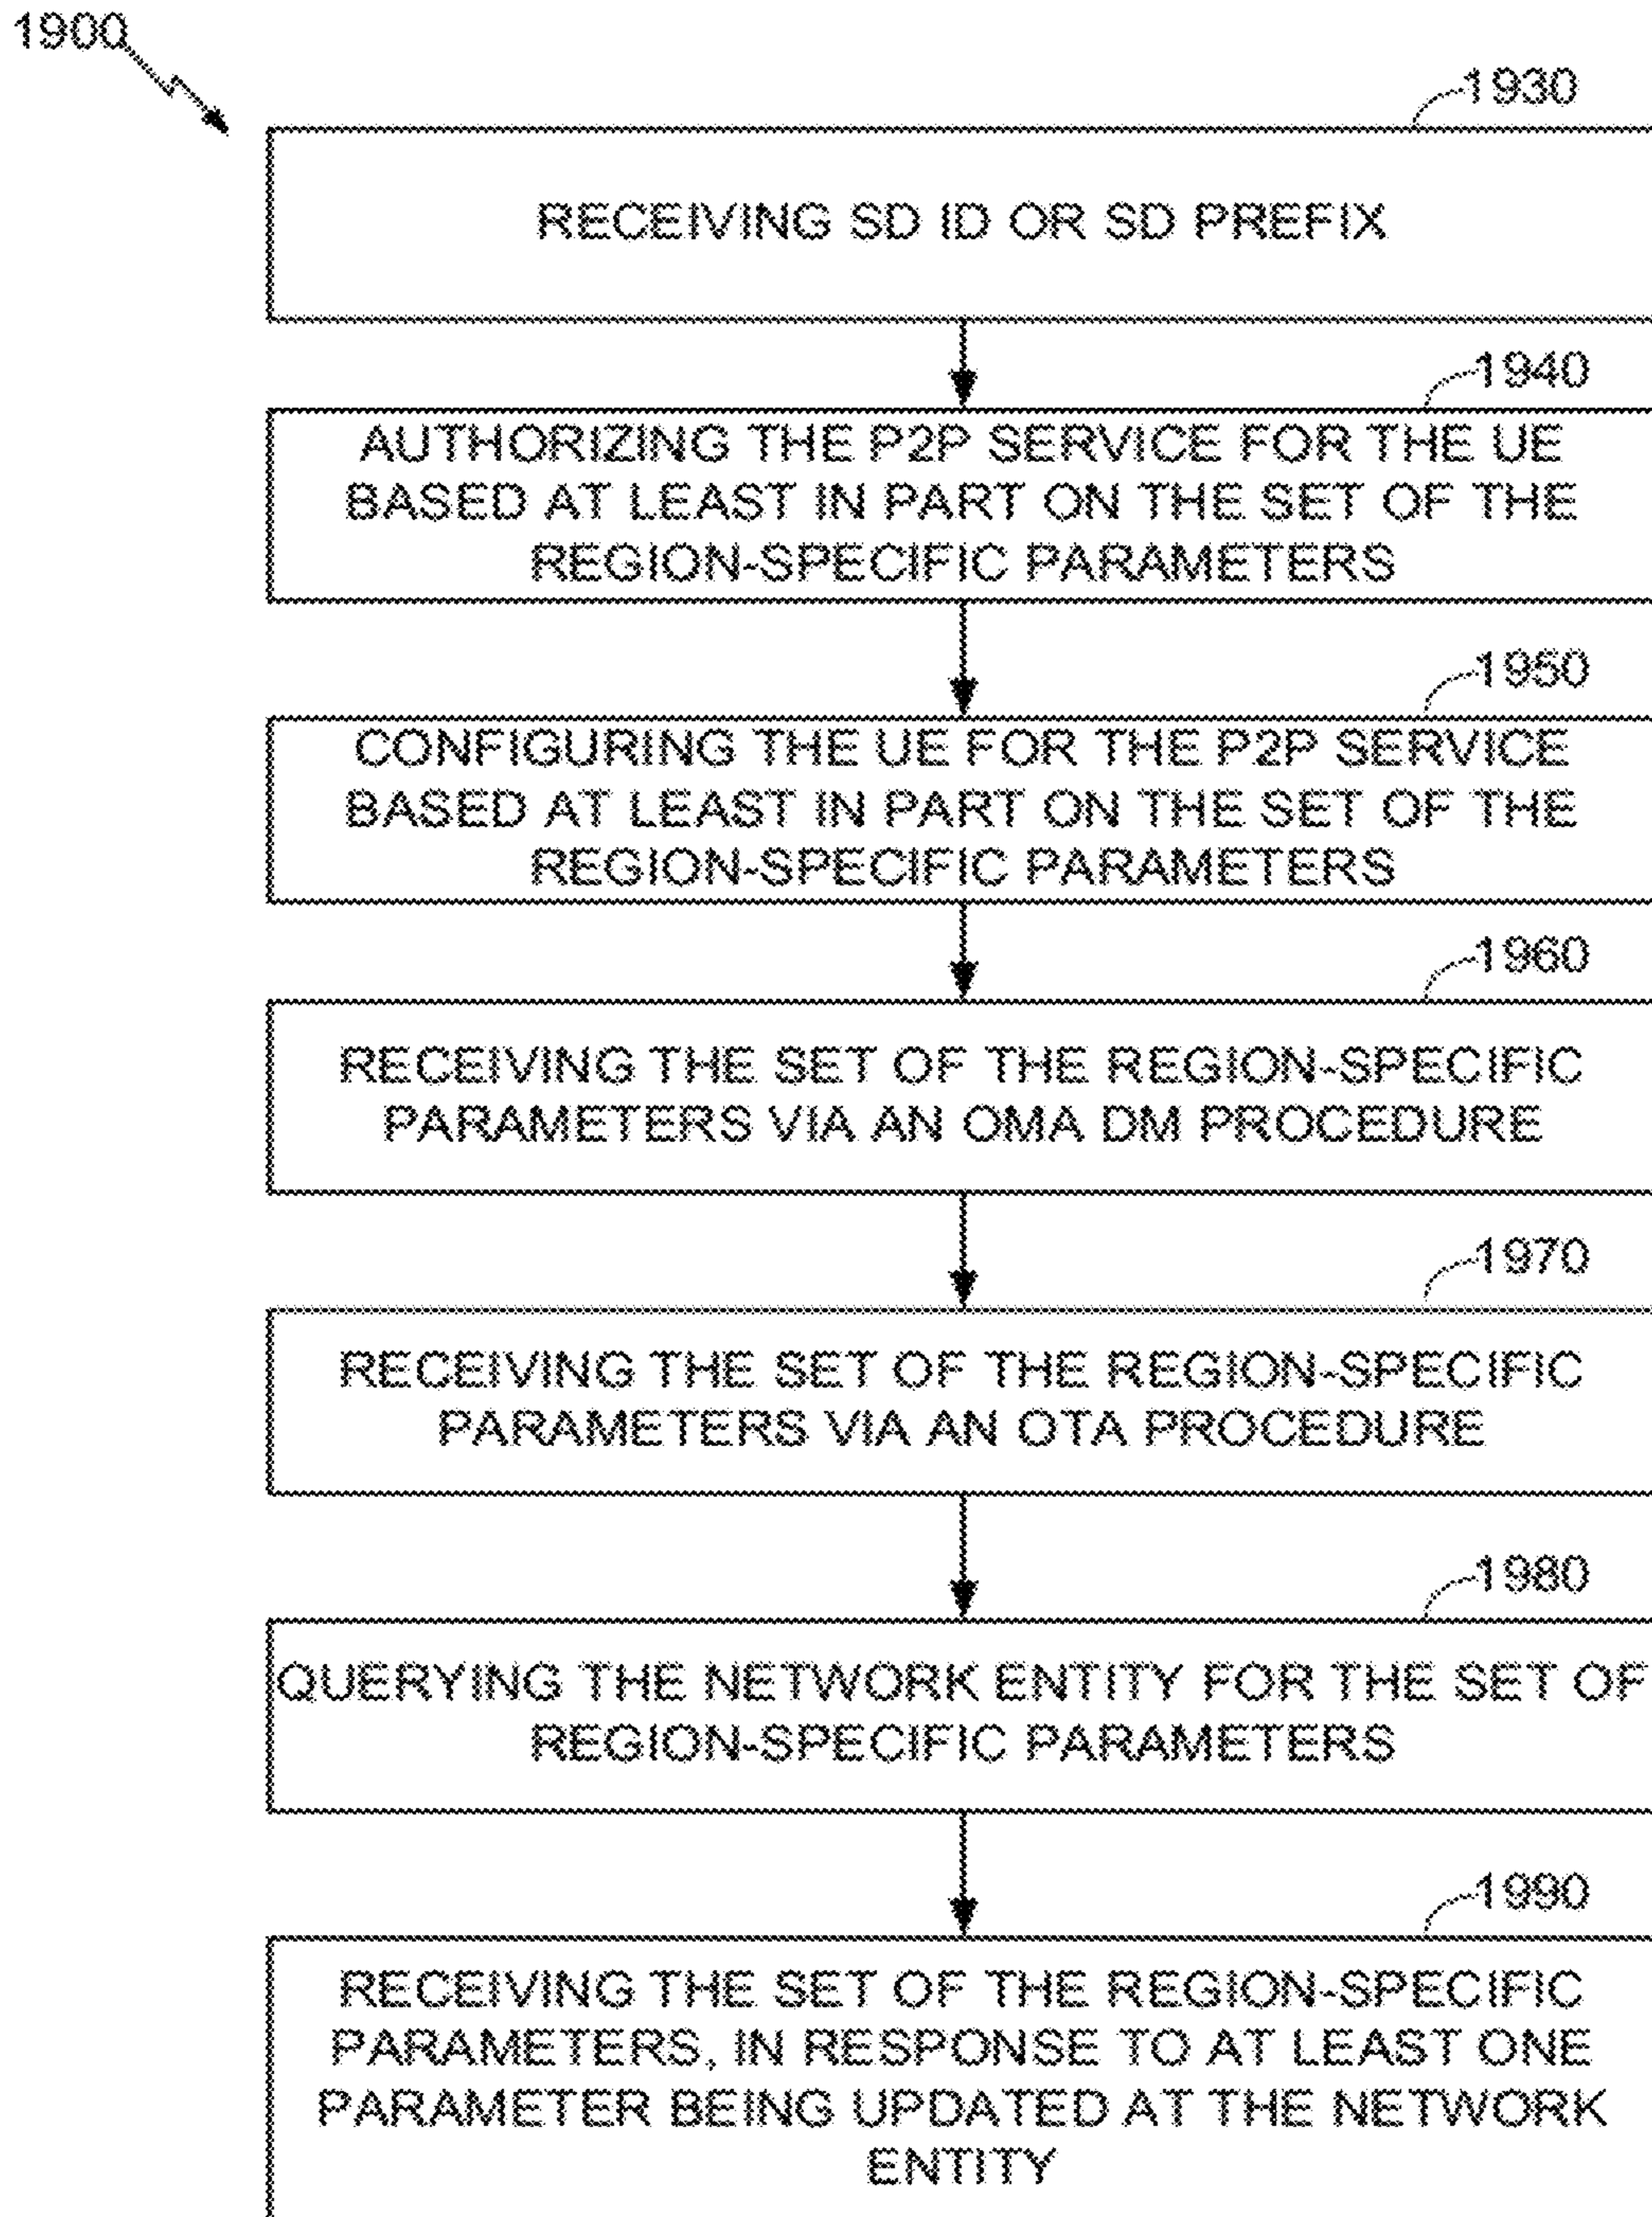 1900
1930
RECEIVING SD ID OR SD PREFIX
1940
AUTHORIZING THE P2P SERVICE FOR THE UE
BASED AT LEAST IN PART ON THE SET OF THE
REGION-SPECIFIC PARAMETERS
1950
CONFIGURING THE UE FOR THE P2P SERVICE
BASED AT LEAST IN PART ON THE SET OF THE
REGION-SPECIFIC PARAMETERS
1960
RECEIVING THE SET OF THE REGION-SPECIFIC
PARAMETERS VIA AN OMA DM PROCEDURE
1970
RECEIVING THE SET OF THE REGION-SPECIFIC
PARAMETERS VIA AN OTA PROCEDURE
1980
QUERYING THE NETWORK ENTITY FOR THE SET OF
REGION-SPECIFIC PARAMETERS
1990
RECEIVING THE SET OF THE REGION-SPECIFIC
PARAMETERS, IN RESPONSE TO AT LEAST ONE
PARAMETER BEING UPDATED AT THE NETWORK
ENTITY